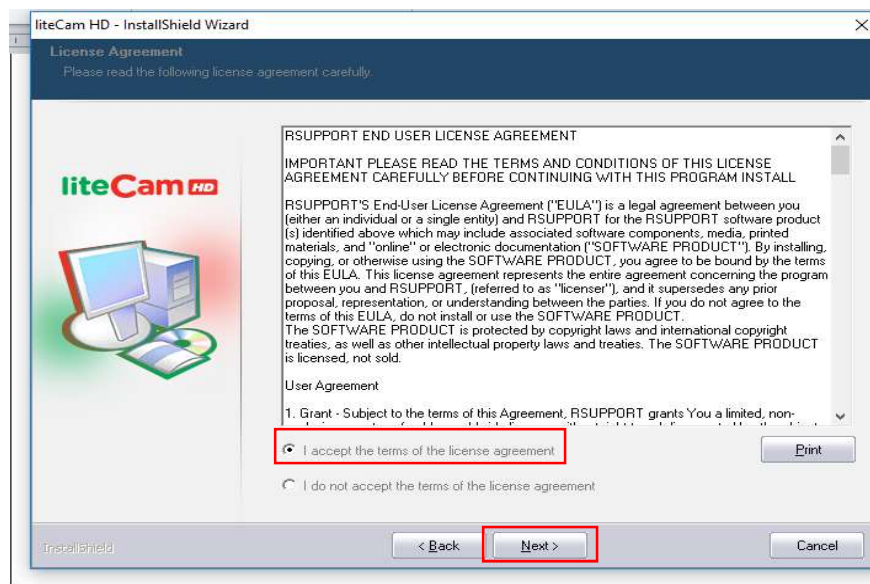 liteCam HD - InstallShield Wizard
License Agreement
Please read the following license agreement carefully.
liteCam HD
RSUPPORT END USER LICENSE AGREEMENT
IMPORTANT PLEASE READ THE TERMS AND CONDITIONS OF THIS LICENSE
AGREEMENT CAREFULLY BEFORE CONTINUING WITH THIS PROGRAM INSTALL
RSUPPORT'S End-User License Agreement ("EULA") is a legal agreement between you
(either an individual or a single entity) and RSUPPORT for the RSUPPORT software product
(s) identified above which may include associated software components, media, printed
materials, and "online" or electronic documentation ("SOFTWARE PRODUCT"). By installing,
copying, or otherwise using the SOFTWARE PRODUCT, you agree to be bound by the terms
of this EULA. This license agreement represents the entire agreement concerning the program
between you and RSUPPORT, (referred to as "licenser"), and it supersedes any prior
proposal, representation, or understanding between the parties. If you do not agree to the
terms of this EULA, do not install or use the SOFTWARE PRODUCT.
The SOFTWARE PRODUCT is protected by copyright laws and international copyright
treaties, as well as other intellectual property laws and treaties. The SOFTWARE PRODUCT
is licensed, not sold.
User Agreement
1. Grant - Subject to the terms of this Agreement, RSUPPORT grants You a limited, non-
I accept the terms of the license agreement
Print
I do not accept the terms of the license agreement
InstallShield
< Back
Next >
Cancel